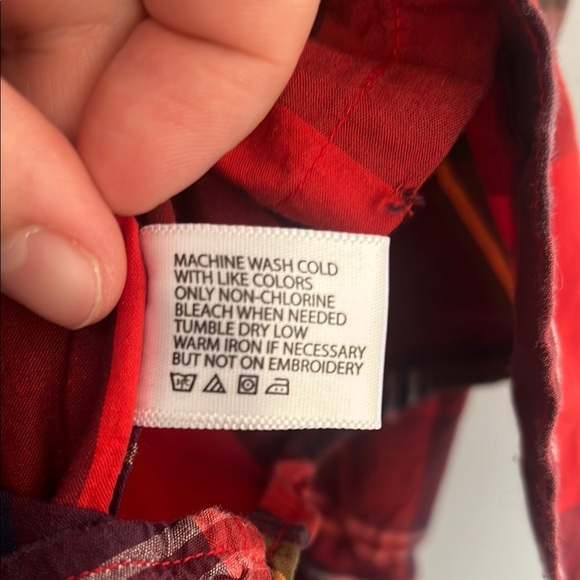 MACHINE WASH COLD
WITH LIKE COLORS
ONLY NON-CHLORINE
BLEACH WHEN NEEDED
TUMBLE DRY LOW
WARM IRON IF NECESSARY
BUT NOT ON EMBROIDERY